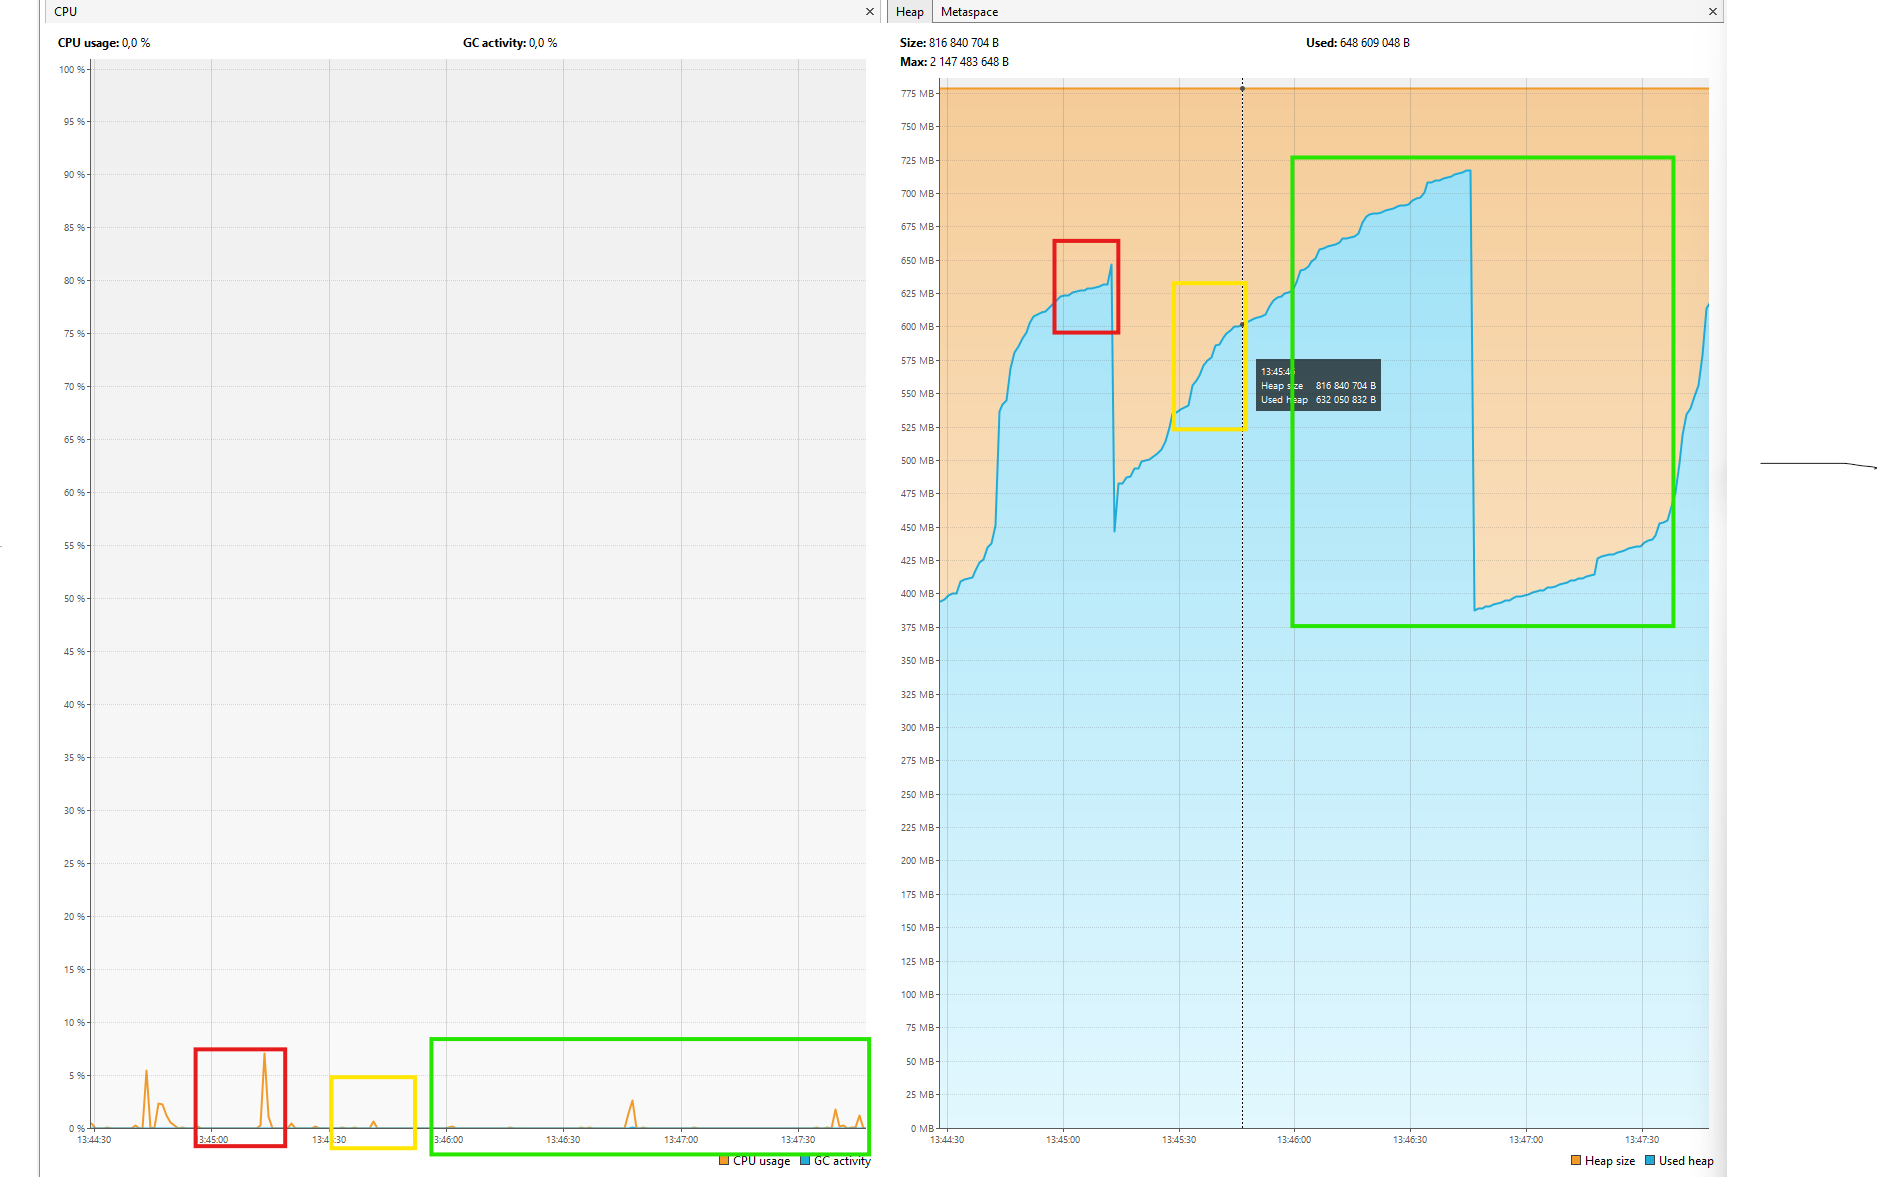 CPU
CPU usage: 0,0 %
GC activity: 0,0 %
100 %
95 %
90 %
85 %
80 %
75 %
70 %
65 %
60 %
55 %
50 %
45 %
40 %
35 %
30 %
25 %
20 %
15 %
10 %
5 %
0 %
13:44:30
13:45:00
13:45:30
13:46:00
13:46:30
13:47:00
13:47:30
CPU usage
GC activity
Heap
Metaspace
Size: 816 840 704 B
Used: 648 609 048 B
Max: 2 147 483 648 B
775 MB
750 MB
725 MB
700 MB
675 MB
650 MB
625 MB
600 MB
575 MB
550 MB
525 MB
500 MB
475 MB
450 MB
425 MB
400 MB
375 MB
350 MB
325 MB
300 MB
275 MB
250 MB
225 MB
200 MB
175 MB
150 MB
125 MB
100 MB
75 MB
50 MB
25 MB
0 MB
Heap size 816 840 704 B
Used heap 632 050 832 B
13:44:30
13:45:00
13:45:30
13:46:00
13:46:30
13:47:00
13:47:30
Heap size
Used heap